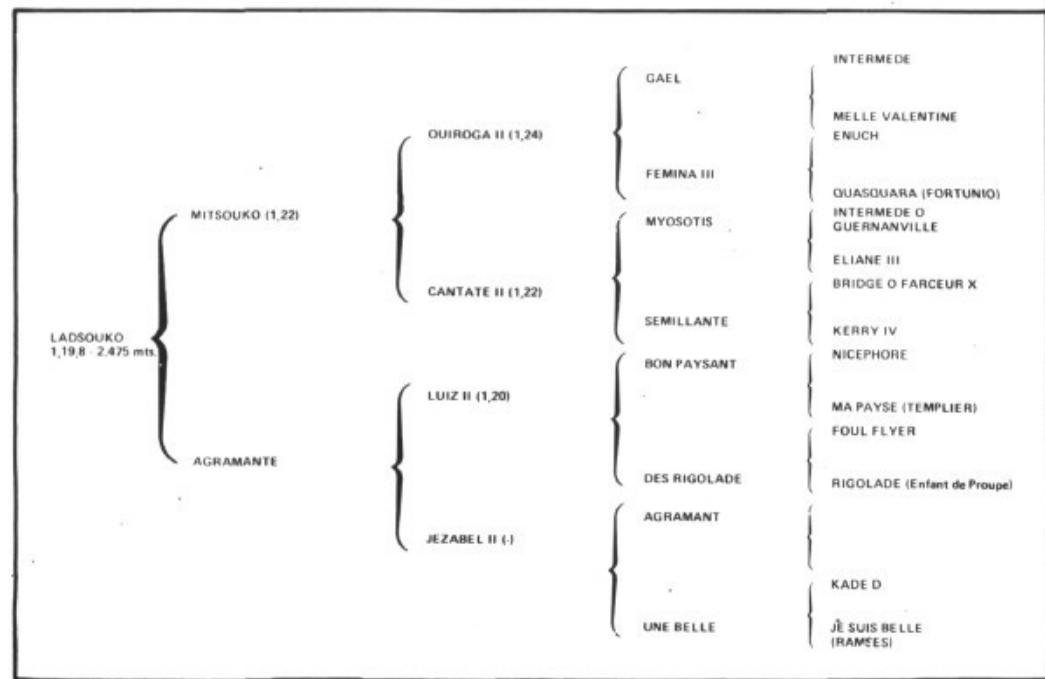 LADSOUKO
1,19,8 - 2.475 mts.
MITSOUKO (1,22)
AGRAMANTE
QUIROGA II (1,24)
CANTATE II (1,22)
LUIZ II (1,20)
JEZABEL II (-)
GAEL
FEMINA III
MYOSOTIS
SEMILLANTE
BON PAYSANT
DES RIGOLADE
AGRAMANT
UNE BELLE
INTERMEDE
MELLE VALENTINE
ENUCH
QUASQUARA (FORTUNIO)
INTERMEDE O
GUERNANVILLE
ELIANE III
BRIDGE O FARCEUR X
KERRY IV
NICEPHORE
MA PAYSE (TEMPLIER)
FOUL FLYER
RIGOLADE (Enfant de Proupe)
KADE D
JE SUIS BELLE
(RAMSES)